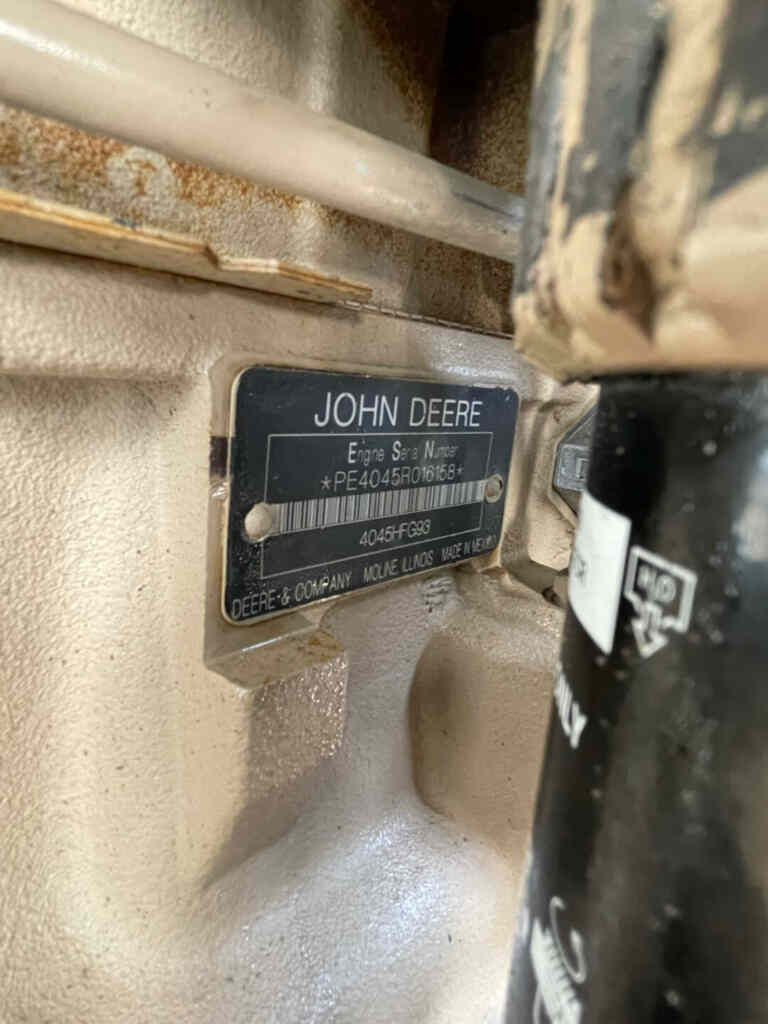 JOHN DEERE
Engine Serial Number
*PE4045R016158*
4045HFG93
DEERE & COMPANY MOLINE ILLINOIS MADE IN MEXICO